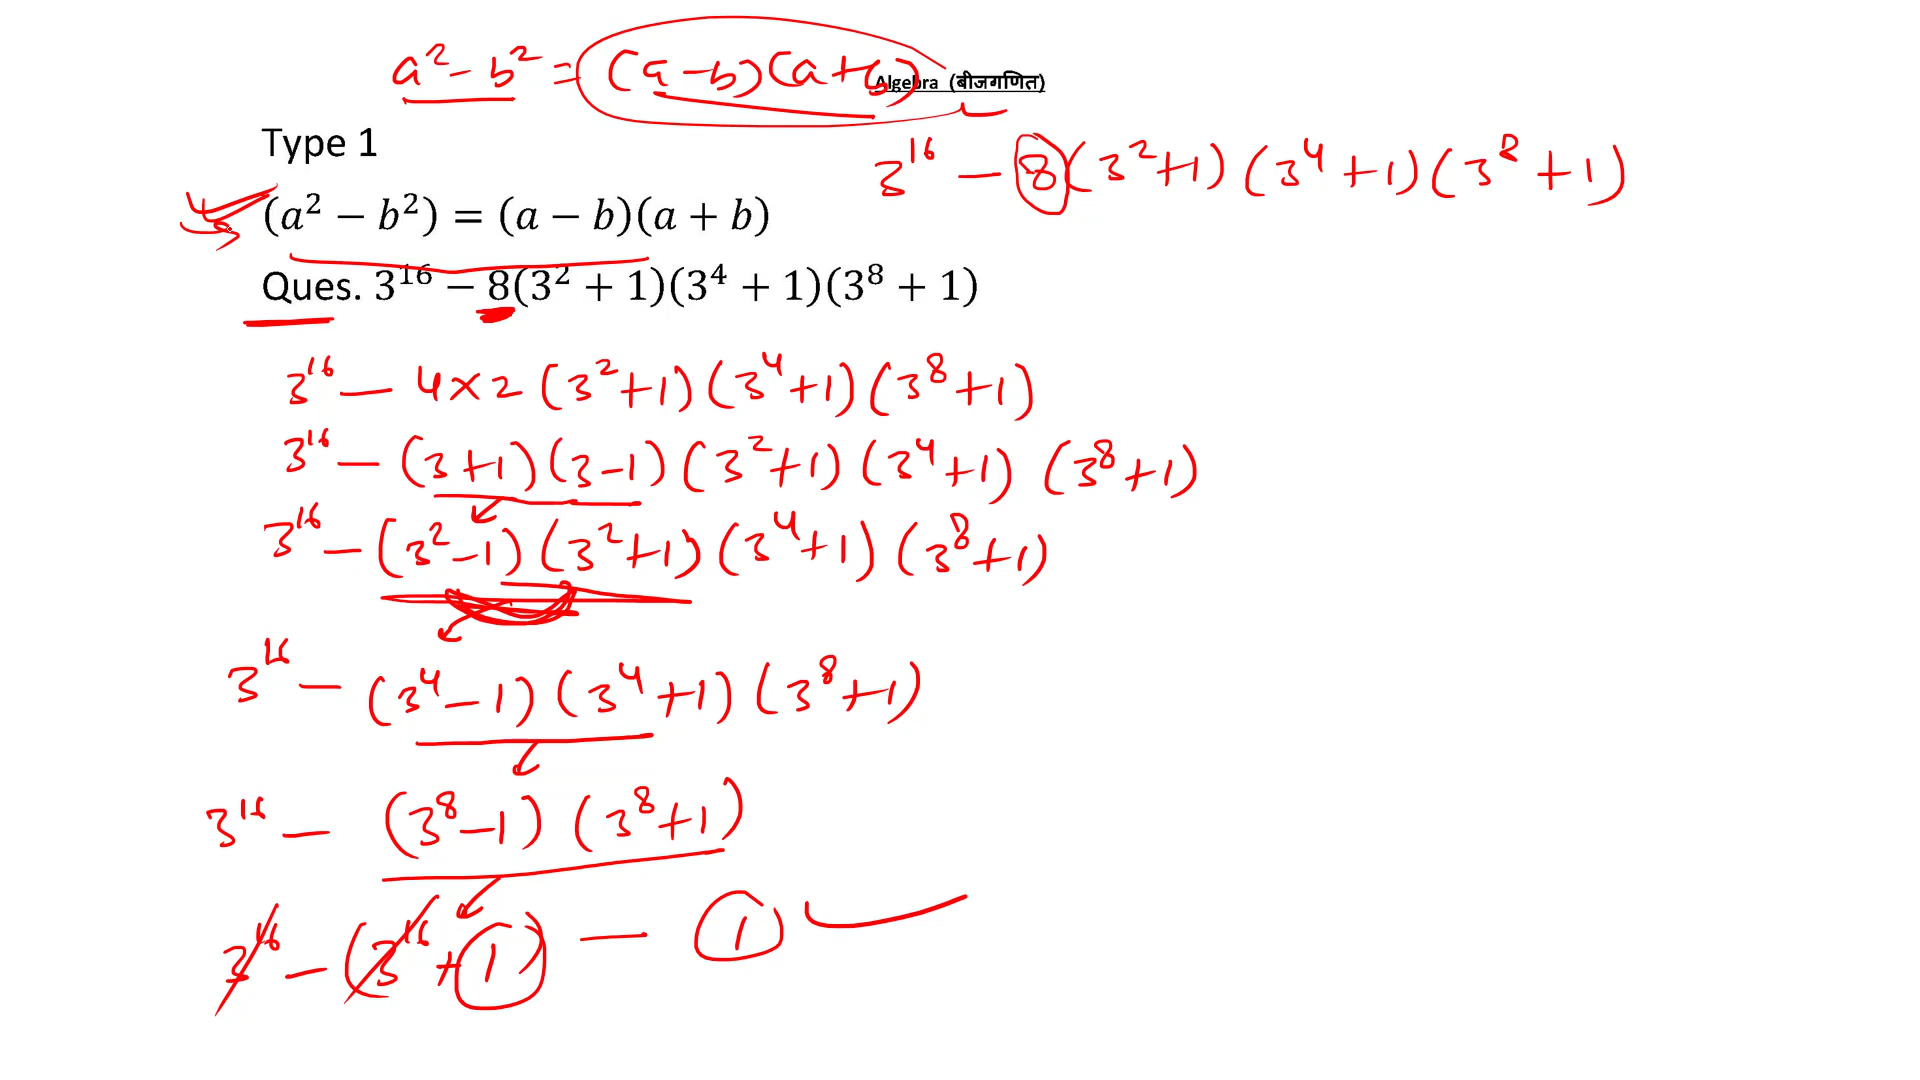 a² - b² = (a - b)(a + b)
Algebra (बीजगणित)
Type 1
3¹⁶ - 8(3² + 1)(3⁴ + 1)(3⁸ + 1)
(a² − b²) = (a − b)(a + b)
Ques. 3¹⁶ − 8(3² + 1)(3⁴ + 1)(3⁸ + 1)
3¹⁶ - 4 × 2 (3² + 1)(3⁴ + 1)(3⁸ + 1)
3¹⁶ - (3 + 1)(3 - 1)(3² + 1)(3⁴ + 1)(3⁸ + 1)
3¹⁶ - (3² - 1)(3² + 1)(3⁴ + 1)(3⁸ + 1)
3¹⁶ - (3⁴ - 1)(3⁴ + 1)(3⁸ + 1)
3¹⁶ - (3⁸ - 1)(3⁸ + 1)
3¹⁶ - (3¹⁶ + 1) - 1